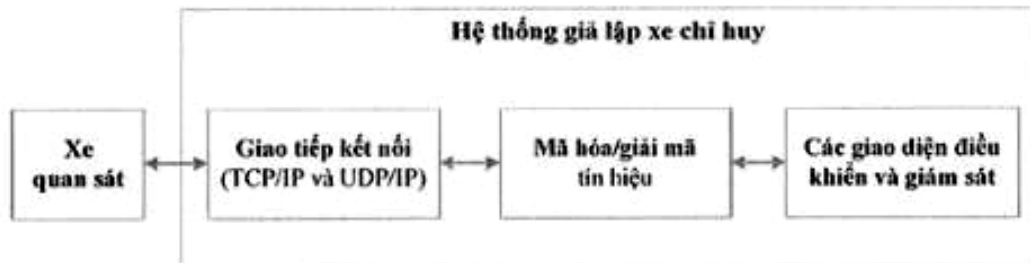 Hệ thống giả lập xe chỉ huy
Xe
quan sát
Giao tiếp kết nối
(TCP/IP và UDP/IP)
Mã hóa/giải mã
tín hiệu
Các giao diện điều
khiển và giám sát